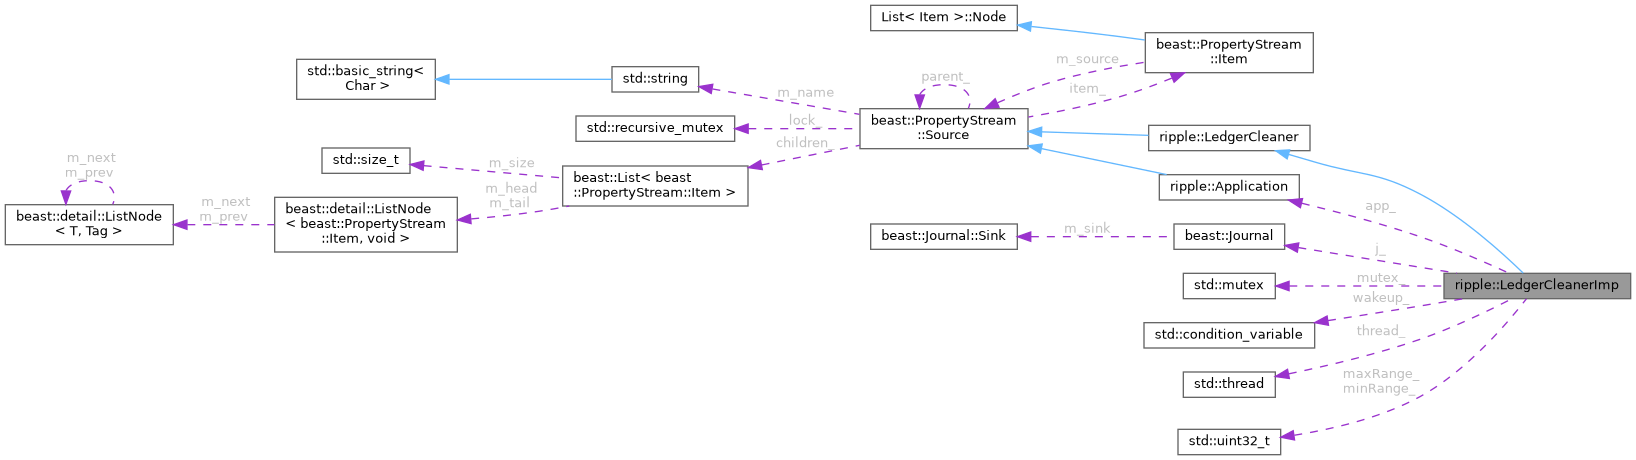 List< Item >::Node
beast::PropertyStream
::Item
std::basic_string<
Char >
std::string
m_source
parent_
item_
m_name
beast::PropertyStream
::Source
std::recursive_mutex
lock_
children_
ripple::LedgerCleaner
std::size_t
m_size
beast::List< beast
::PropertyStream::Item >
ripple::Application
m_next
m_prev
m_head
m_tail
app_
beast::detail::ListNode
< T, Tag >
m_next
m_prev
beast::detail::ListNode
< beast::PropertyStream
::Item, void >
beast::Journal::Sink
m_sink
beast::Journal
j_
std::mutex
mutex_
ripple::LedgerCleanerImp
wakeup_
std::condition_variable
thread_
std::thread
maxRange_
minRange_
std::uint32_t